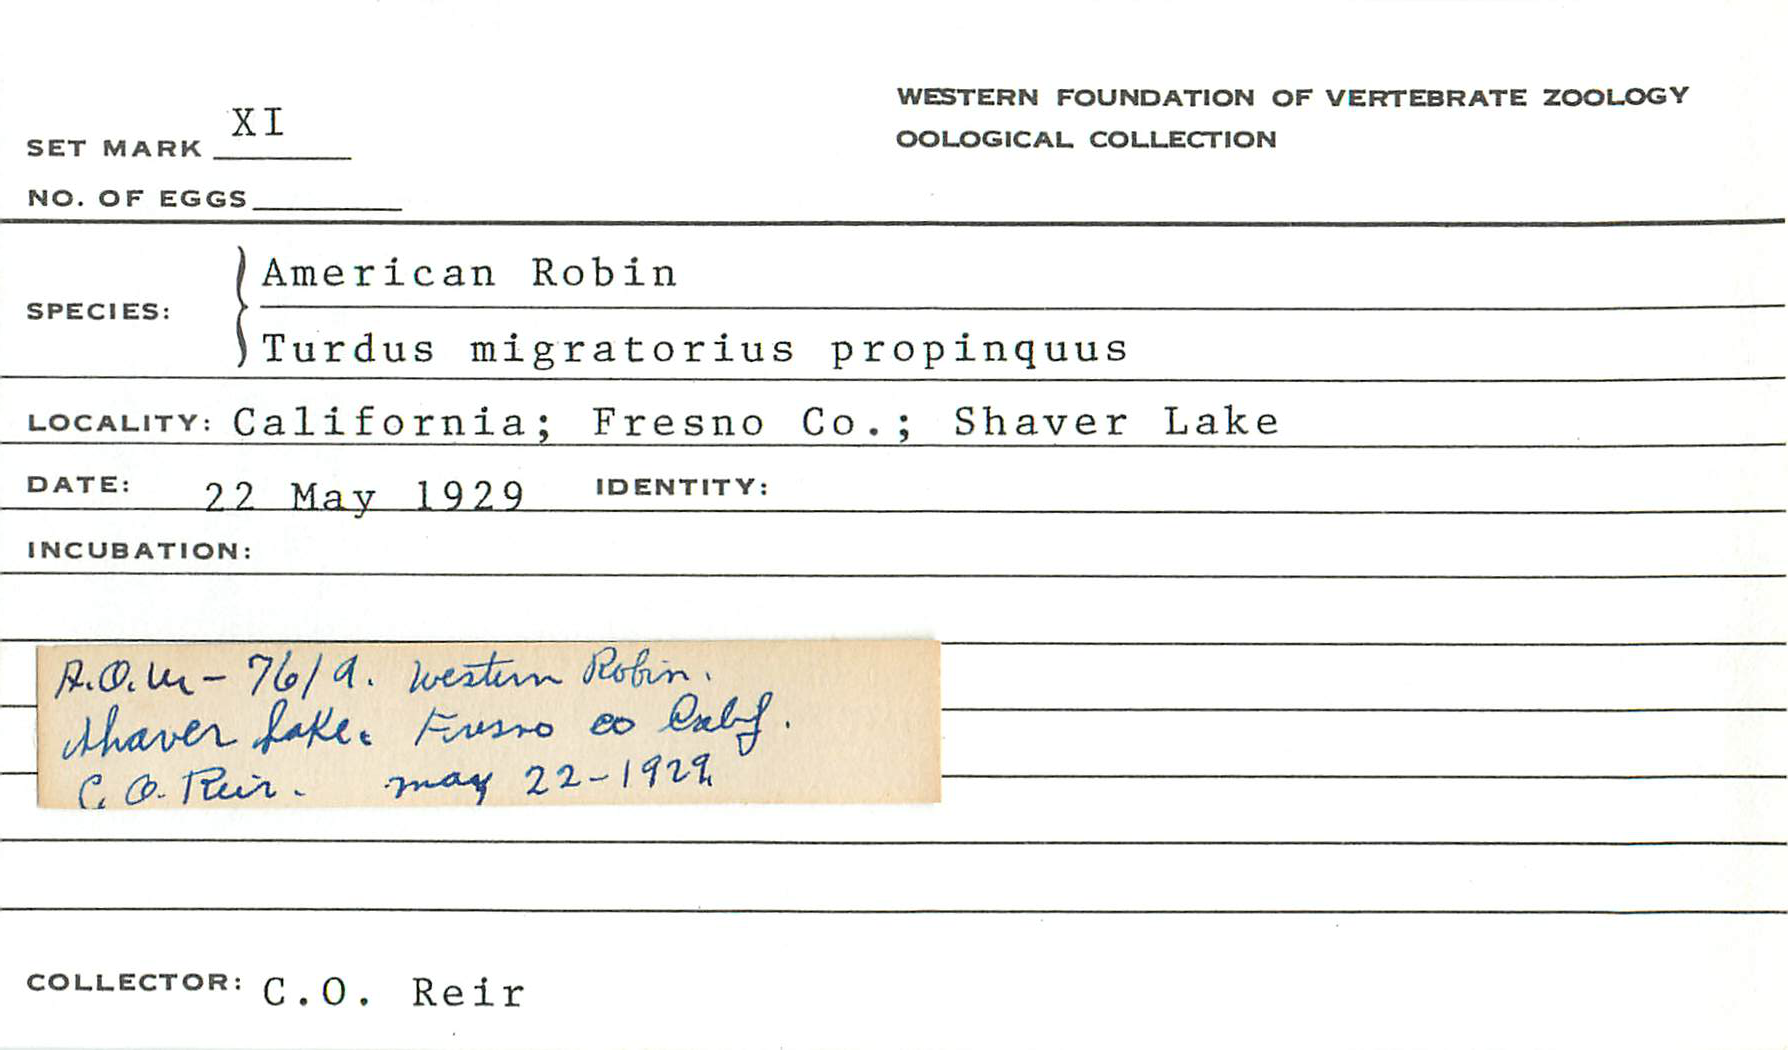 WESTERN FOUNDATION OF VERTEBRATE ZOOLOGY
OOLOGICAL COLLECTION
SET MARK XI
NO. OF EGGS
SPECIES: American Robin
Turdus migratorius propinquus
LOCALITY: California; Fresno Co.; Shaver Lake
DATE: 22 May 1929 IDENTITY:
INCUBATION:
A.O.U – 761a. Western Robin.
Shaver Lake. Fresno co Calif.
C.O. Reir. may 22–1929
COLLECTOR: C.O. Reir